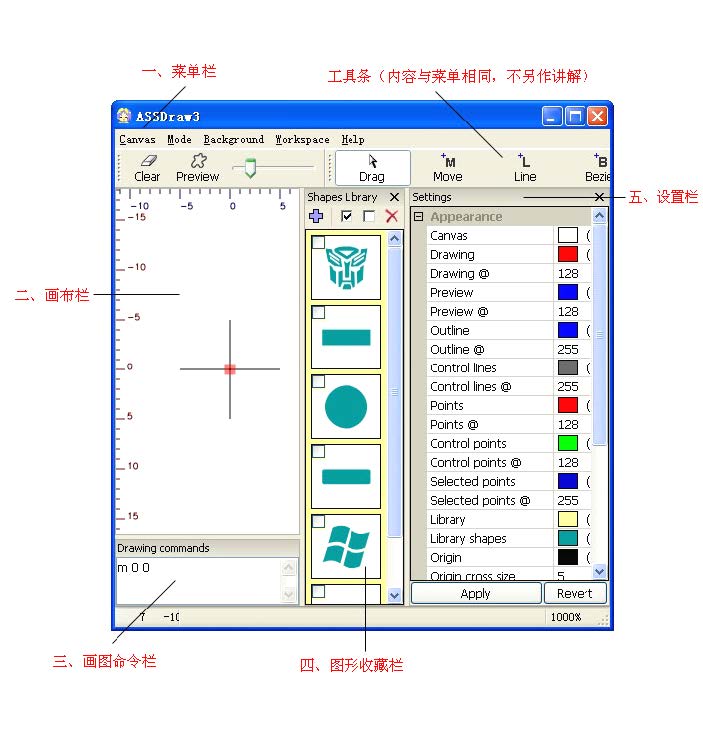 一、菜单栏
工具条（内容与菜单相同，不另作讲解）
ASSDraw3
Canvas Mode Background Workspace Help
Clear Preview Drag Move Line Bezie
M L B
-10 -5 0 5
-15
-10
-5
0
5
10
15
Shapes Library
Settings
五、设置栏
Appearance
Canvas (
Drawing (
Drawing @ 128
Preview (
Preview @ 128
Outline (
Outline @ 255
Control lines (
Control lines @ 255
Points (
Points @ 128
Control points (
Control points @ 128
Selected points (
Selected points @ 255
Library (
Library shapes (
Origin (
Origin cross size 5
二、画布栏
Drawing commands
m 0 0
Apply Revert
7 -10 1000%
三、画图命令栏
四、图形收藏栏